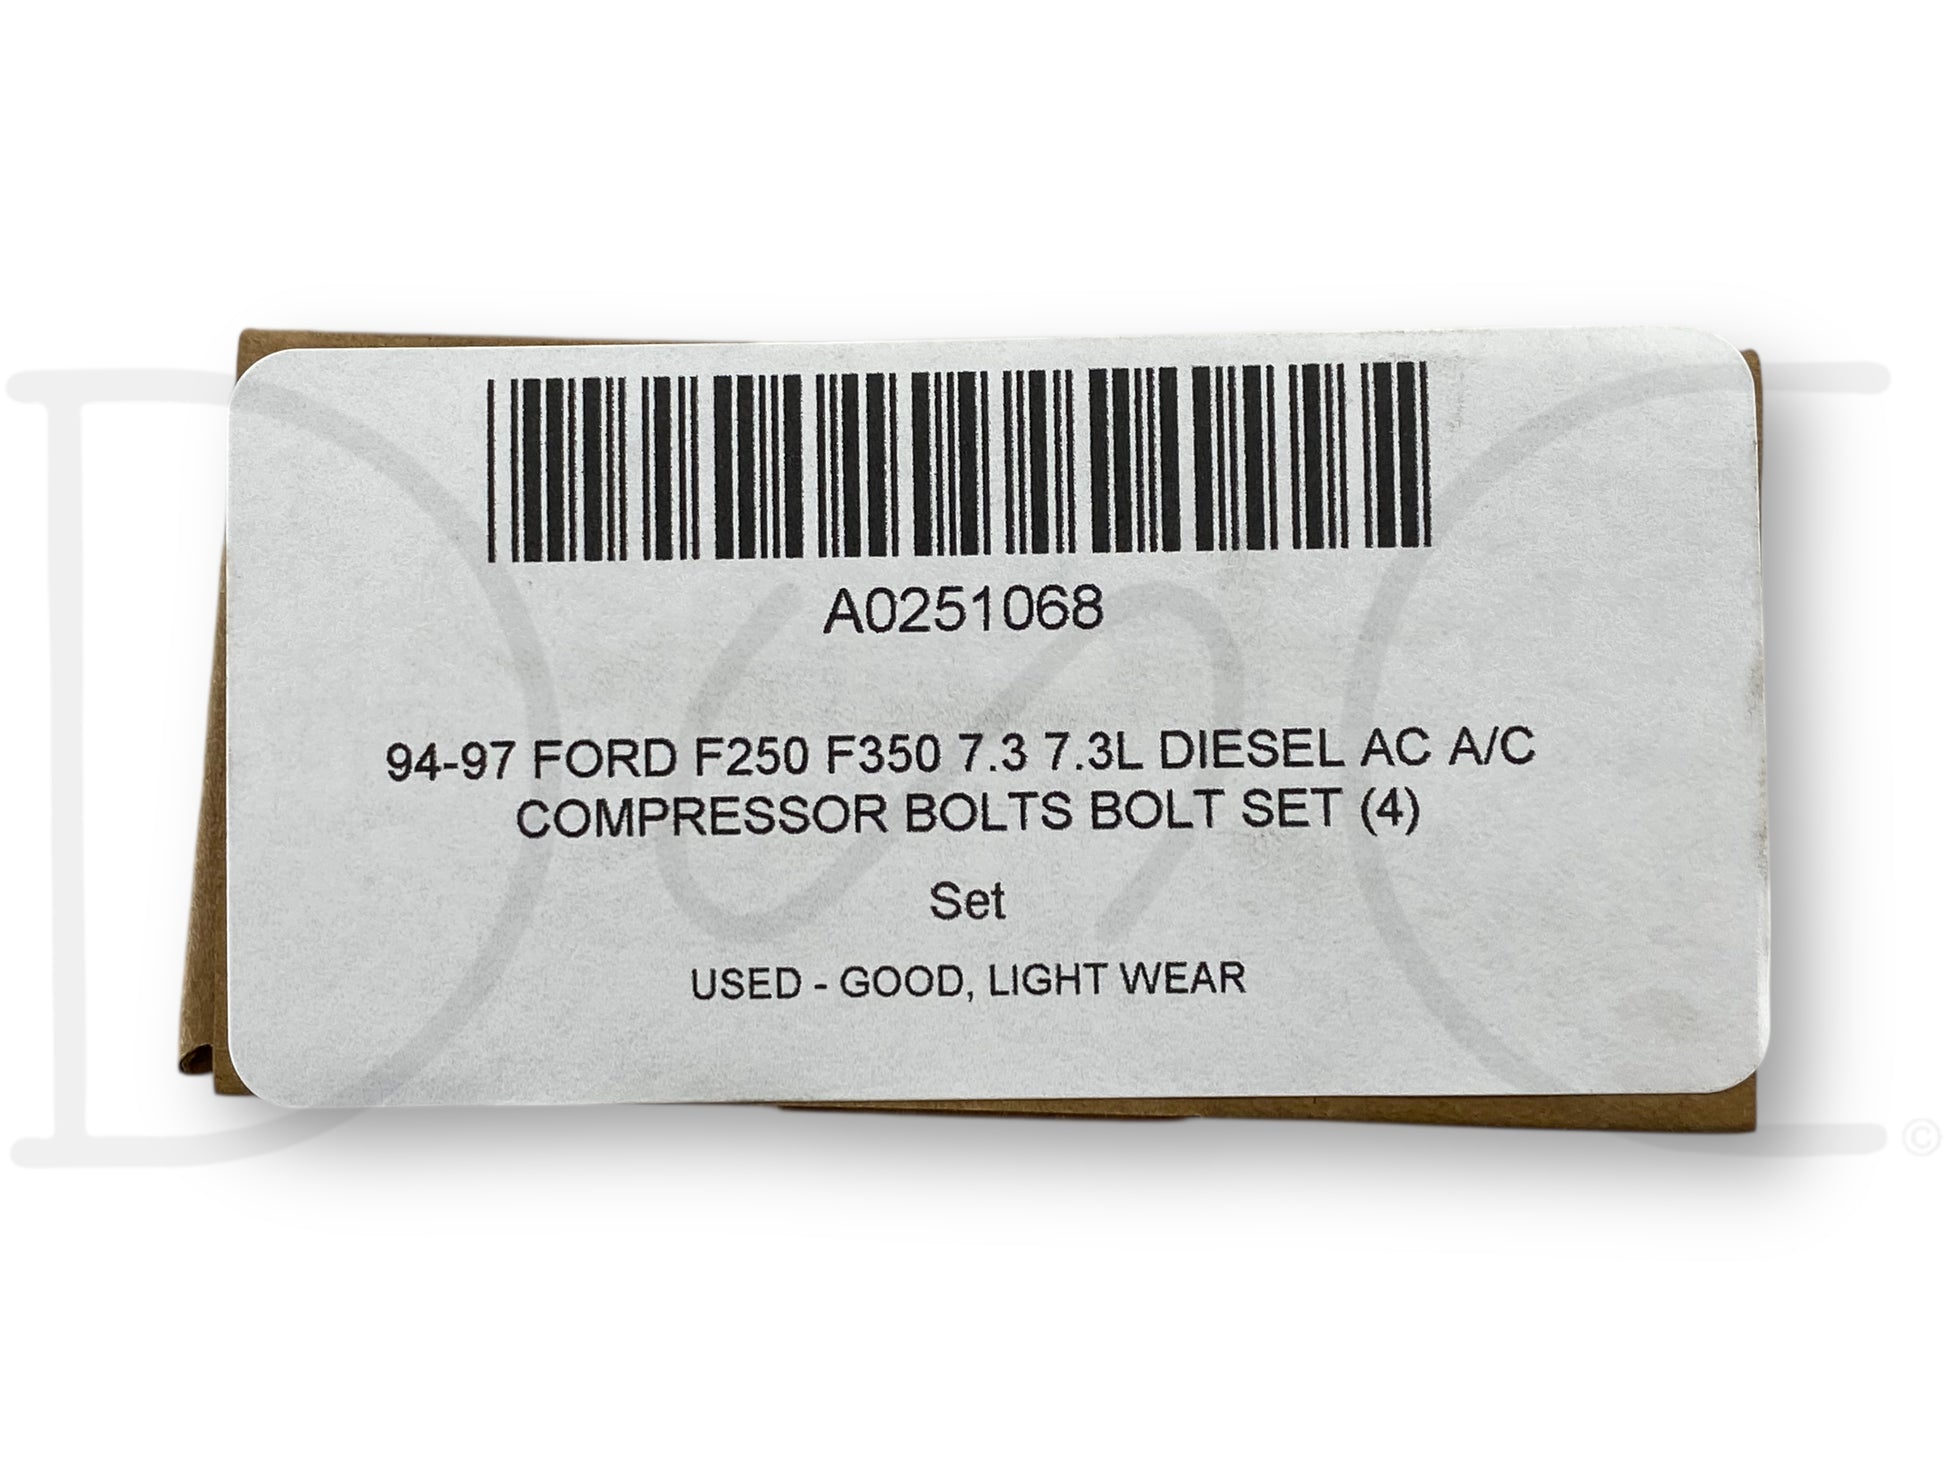 A0251068
94-97 FORD F250 F350 7.3 7.3L DIESEL AC A/C
COMPRESSOR BOLTS BOLT SET (4)
Set
USED - GOOD, LIGHT WEAR
©